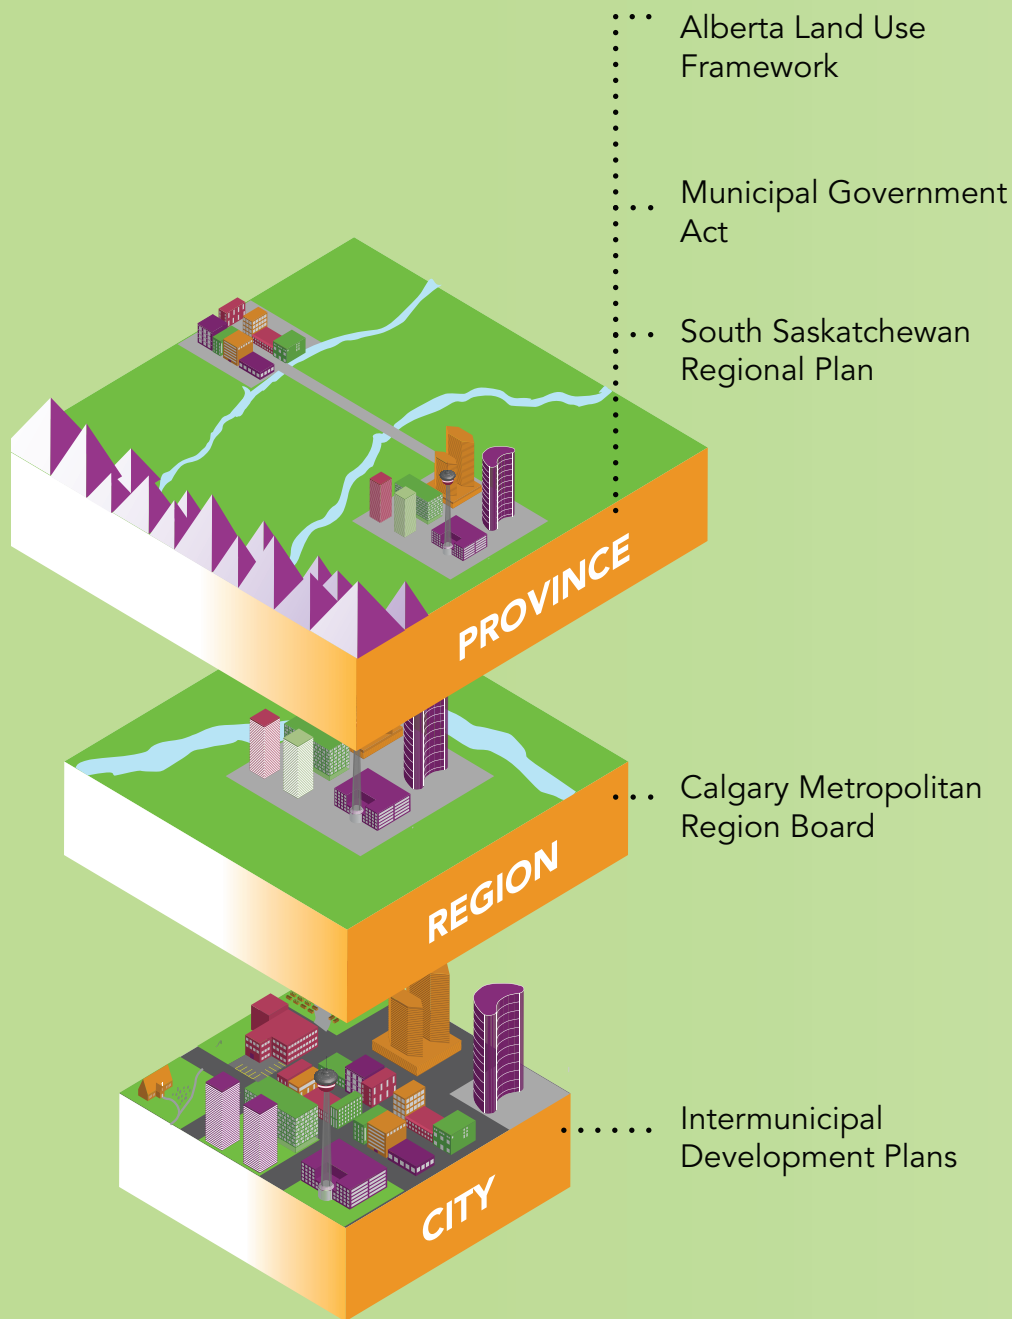 Alberta Land Use
Framework
Municipal Government
Act
South Saskatchewan
Regional Plan
PROVINCE
Calgary Metropolitan
Region Board
REGION
Intermunicipal
Development Plans
CITY